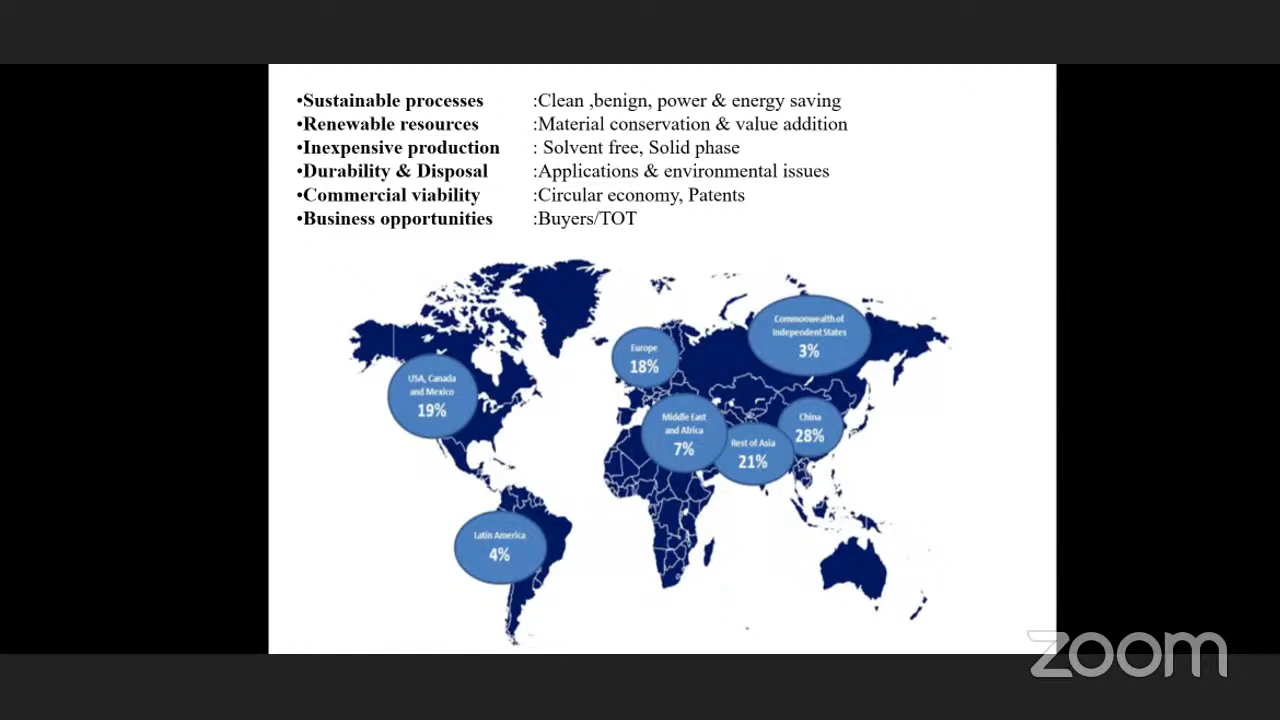 •Sustainable processes :Clean ,benign, power & energy saving
•Renewable resources :Material conservation & value addition
•Inexpensive production : Solvent free, Solid phase
•Durability & Disposal :Applications & environmental issues
•Commercial viability :Circular economy, Patents
•Business opportunities :Buyers/TOT
Commonwealth of
Independent States
3%
Europe
18%
USA, Canada
and Mexico
19%
Middle East
and Africa
7%
China
28%
Rest of Asia
21%
Latin America
4%
zoom